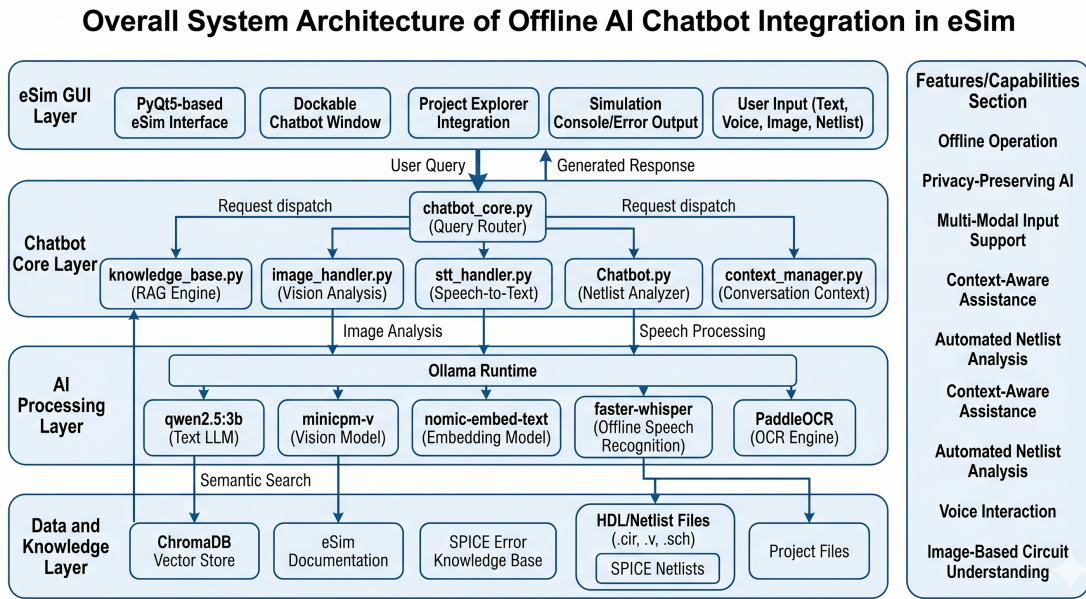 Overall System Architecture of Offline AI Chatbot Integration in eSim
eSim GUI
Layer
PyQt5-based
eSim Interface
Dockable
Chatbot Window
Project Explorer
Integration
Simulation
Console/Error Output
User Input (Text,
Voice, Image, Netlist)
User Query
Generated Response
Chatbot
Core Layer
Request dispatch
chatbot_core.py
(Query Router)
Request dispatch
knowledge_base.py
(RAG Engine)
image_handler.py
(Vision Analysis)
stt_handler.py
(Speech-to-Text)
Chatbot.py
(Netlist Analyzer)
context_manager.py
(Conversation Context)
Image Analysis
Speech Processing
AI
Processing
Layer
Ollama Runtime
qwen2.5:3b
(Text LLM)
minicpm-v
(Vision Model)
nomic-embed-text
(Embedding Model)
faster-whisper
(Offline Speech
Recognition)
PaddleOCR
(OCR Engine)
Semantic Search
Data and
Knowledge
Layer
ChromaDB
Vector Store
eSim
Documentation
SPICE Error
Knowledge Base
HDL/Netlist Files
(.cir, .v, .sch)
SPICE Netlists
Project Files
Features/Capabilities
Section
Offline Operation
Privacy-Preserving AI
Multi-Modal Input
Support
Context-Aware
Assistance
Automated Netlist
Analysis
Context-Aware
Assistance
Automated Netlist
Analysis
Voice Interaction
Image-Based Circuit
Understanding